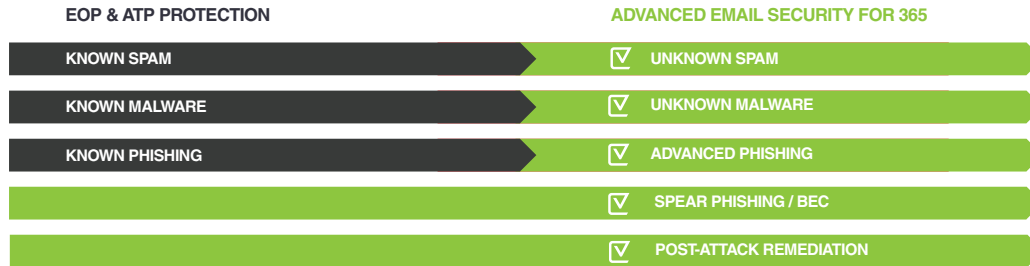 EOP & ATP PROTECTION
ADVANCED EMAIL SECURITY FOR 365
KNOWN SPAM
UNKNOWN SPAM
KNOWN MALWARE
UNKNOWN MALWARE
KNOWN PHISHING
ADVANCED PHISHING
SPEAR PHISHING / BEC
POST-ATTACK REMEDIATION